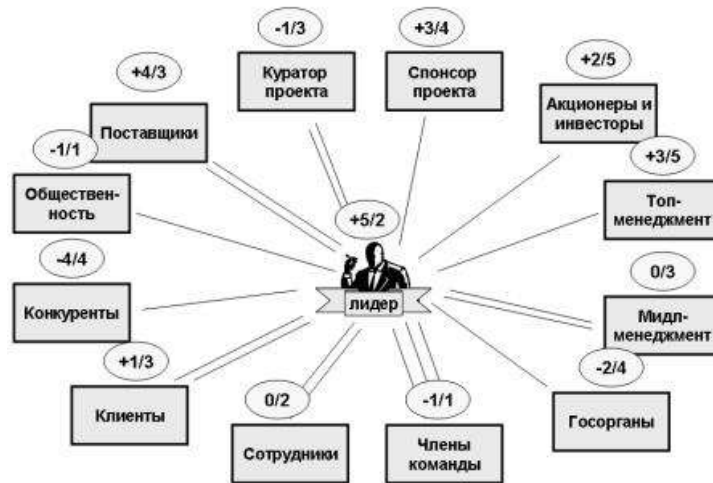 -1/3
+3/4
+4/3
Куратор
проекта
Спонсор
проекта
+2/5
Поставщики
Акционеры и
инвесторы
-1/1
+3/5
Общественн-
ность
+5/2
Топ-
менеджмент
-4/4
0/3
Конкуренты
лидер
Мидл-
менеджмент
+1/3
-2/4
Клиенты
0/2
-1/1
Госорганы
Сотрудники
Члены
команды